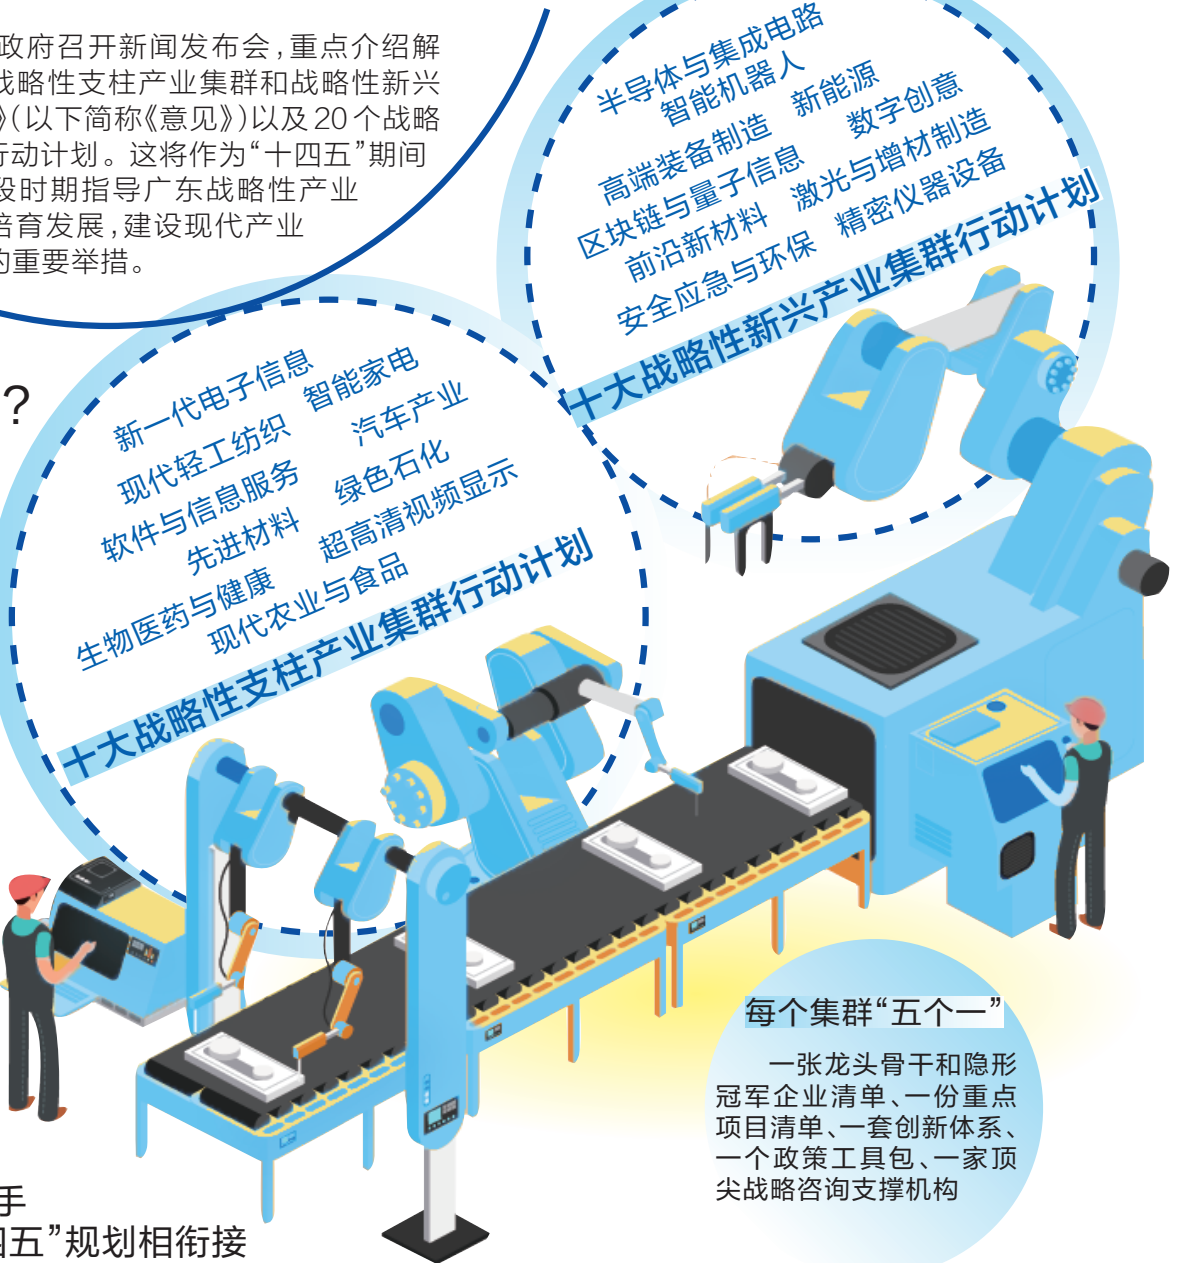 政府召开新闻发布会，重点介绍解
战略性支柱产业集群和战略性新兴
》（以下简称《意见》）以及20个战略
行动计划。这将作为“十四五”期间
段时期指导广东战略性产业
培育发展，建设现代产业
的重要举措。
半导体与集成电路
智能机器人
新能源
高端装备制造
数字创意
区块链与量子信息
激光与增材制造
前沿新材料
精密仪器设备
安全应急与环保
十大战略性新兴产业集群行动计划
？
新一代电子信息
智能家电
现代轻工纺织
汽车产业
软件与信息服务
绿色石化
先进材料
超高清视频显示
生物医药与健康
现代农业与食品
十大战略性支柱产业集群行动计划
每个集群“五个一”
一张龙头骨干和隐形
冠军企业清单、一份重点
项目清单、一套创新体系、
一个政策工具包、一家顶
尖战略咨询支撑机构
手
四五”规划相衔接